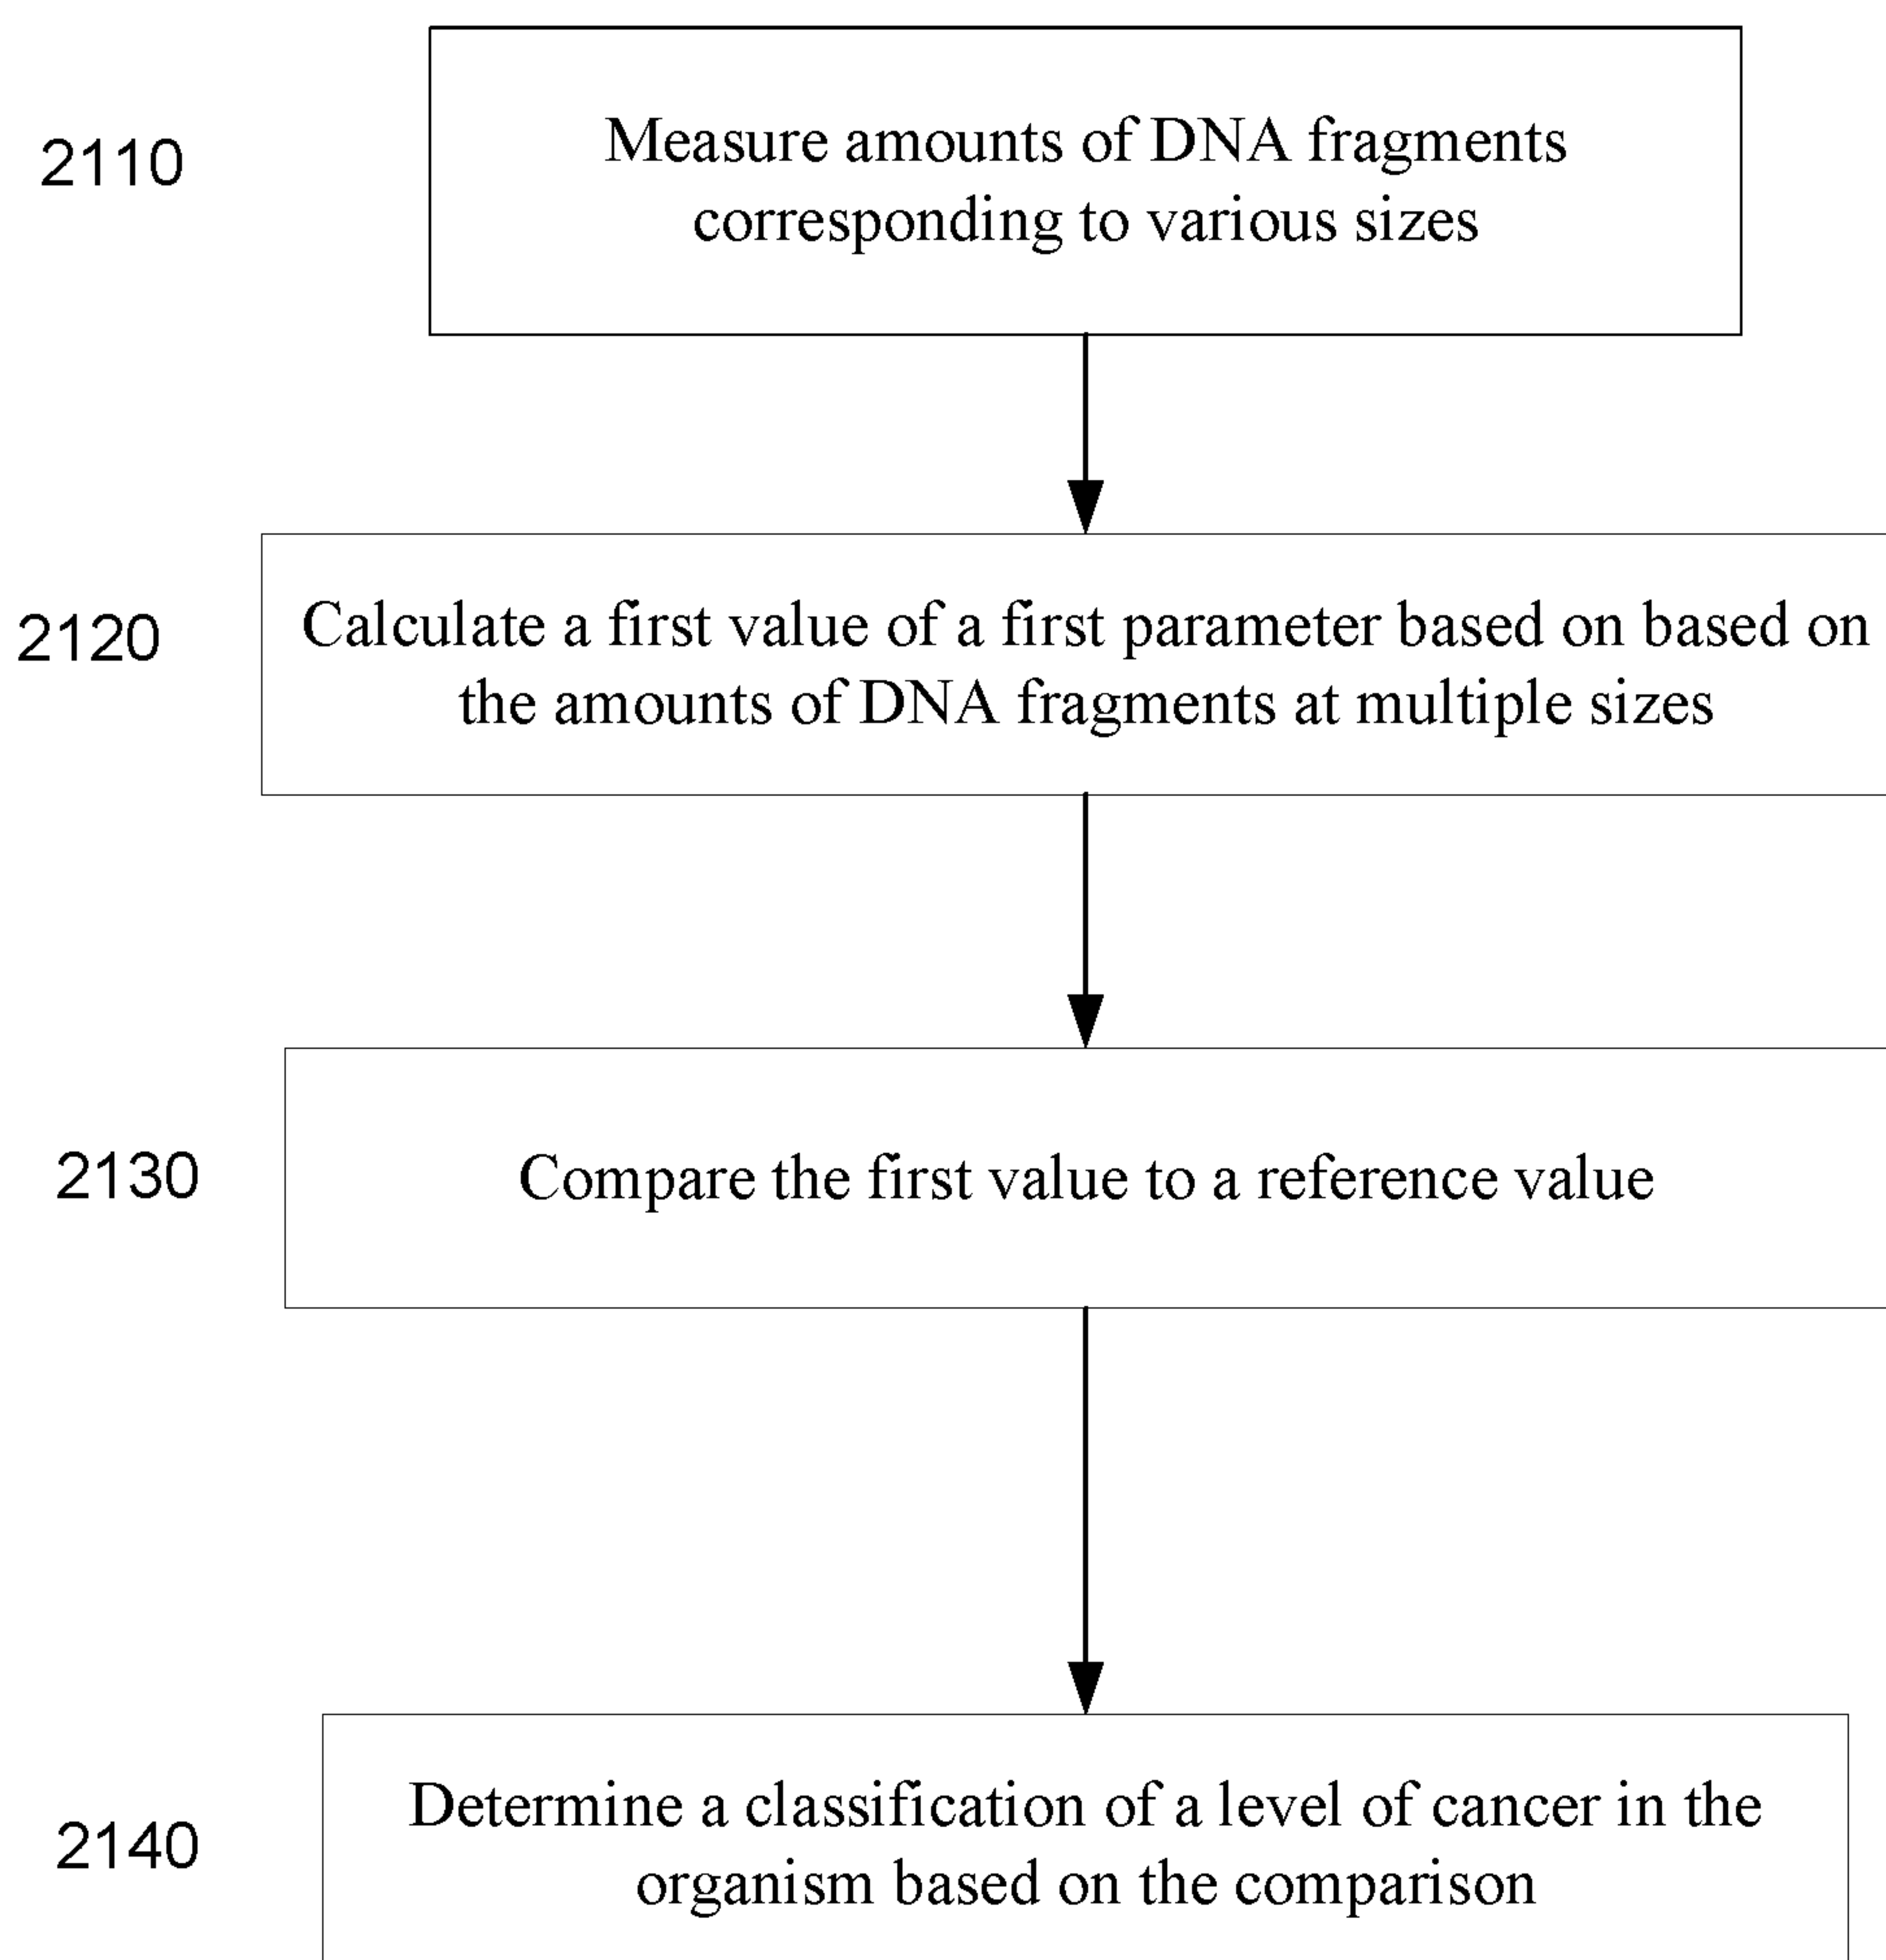 2110
Measure amounts of DNA fragments
corresponding to various sizes
2120
Calculate a first value of a first parameter based on based on
the amounts of DNA fragments at multiple sizes
2130
Compare the first value to a reference value
2140
Determine a classification of a level of cancer in the
organism based on the comparison